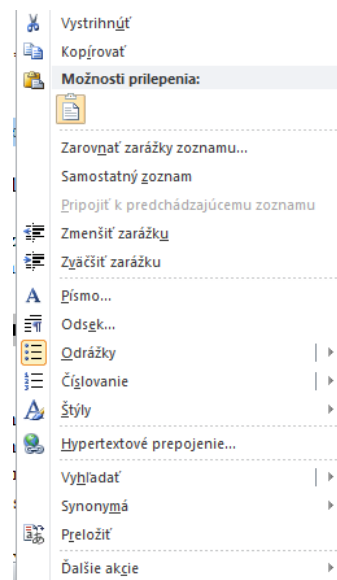 Vystrihnúť
Kopírovať
Možnosti prilepenia:
Zarovnať zarážky zoznamu...
Samostatný zoznam
Pripojiť k predchádzajúcemu zoznamu
Zmenšiť zarážku
Zväčšiť zarážku
Písmo...
Odsek...
Odrážky
Číslovanie
Štýly
Hypertextové prepojenie...
Vyhľadať
Synonymá
Preložiť
Ďalšie akcie